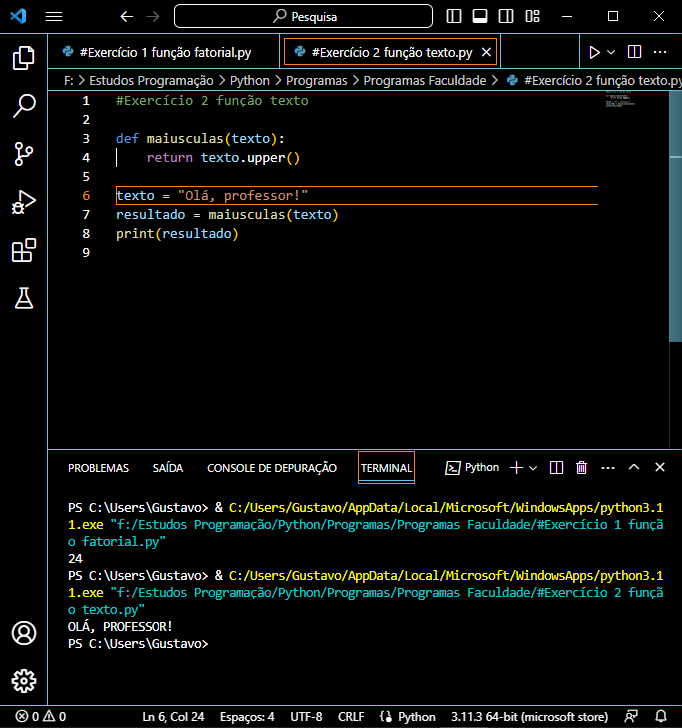 Pesquisa
#Exercício 1 função fatorial.py
#Exercício 2 função texto.py
F: > Estudos Programação > Python > Programas > Programas Faculdade > #Exercício 2 função texto.py
1 #Exercício 2 função texto
2
3 def maiusculas(texto):
4     return texto.upper()
5
6 texto = "Olá, professor!"
7 resultado = maiusculas(texto)
8 print(resultado)
9
PROBLEMAS SAÍDA CONSOLE DE DEPURAÇÃO TERMINAL Python
PS C:\Users\Gustavo> & C:/Users/Gustavo/AppData/Local/Microsoft/WindowsApps/python3.1
1.exe "f:/Estudos Programação/Python/Programas/Programas Faculdade/#Exercício 1 funçã
o fatorial.py"
24
PS C:\Users\Gustavo> & C:/Users/Gustavo/AppData/Local/Microsoft/WindowsApps/python3.1
1.exe "f:/Estudos Programação/Python/Programas/Programas Faculdade/#Exercício 2 funçã
o texto.py"
OLÁ, PROFESSOR!
PS C:\Users\Gustavo>
0 0 Ln 6, Col 24 Espaços: 4 UTF-8 CRLF Python 3.11.3 64-bit (microsoft store)